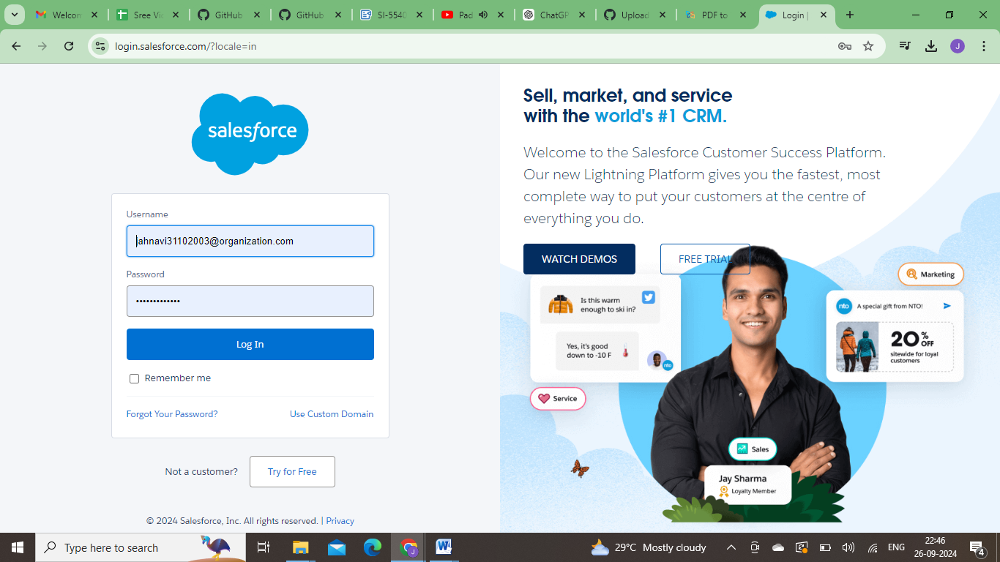 Welcom
Sree Vi
GitHub
GitHub
SI-5540
Pad
ChatGP
Upload
PDF to
Login |
login.salesforce.com/?locale=in
J
salesforce
Username
jahnavi31102003@organization.com
Password
•••••••••••••
Log In
Remember me
Forgot Your Password?
Use Custom Domain
Not a customer?
Try for Free
© 2024 Salesforce, Inc. All rights reserved. | Privacy
Sell, market, and service
with the world's #1 CRM.
Welcome to the Salesforce Customer Success Platform.
Our new Lightning Platform gives you the fastest, most
complete way to put your customers at the centre of
everything you do.
WATCH DEMOS
FREE TRIAL
Is this warm
enough to ski in?
Yes, it's good
down to -10 F
nto
Service
Marketing
nto
A special gift from NTO!
20% OFF
sitewide for loyal
customers
Sales
Jay Sharma
Loyalty Member
Type here to search
29°C Mostly cloudy
ENG
22:46
26-09-2024
4